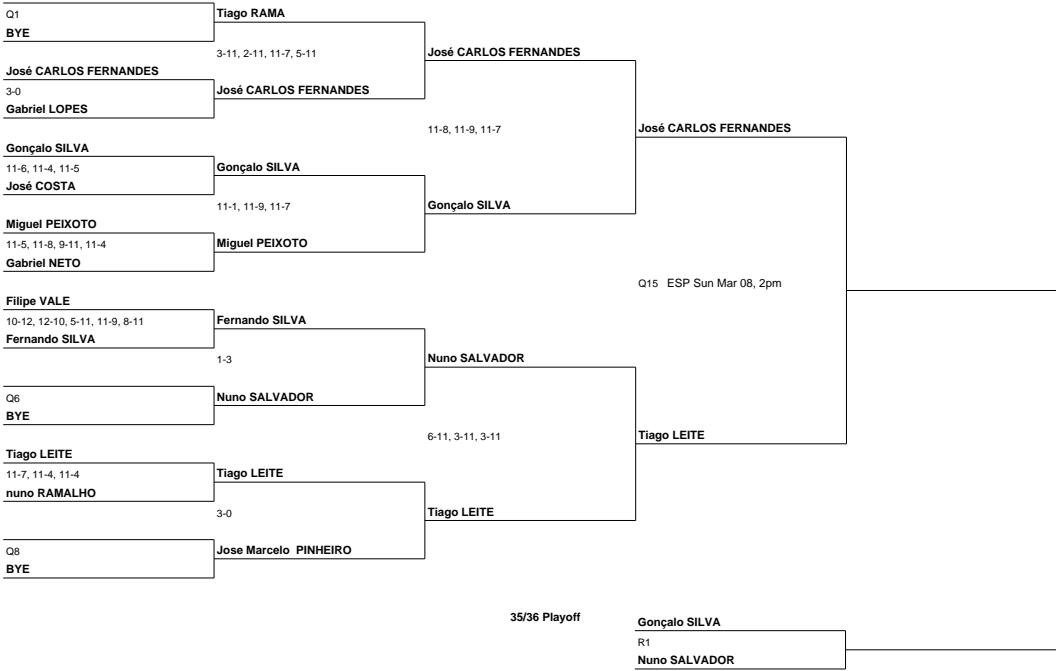 Q1
BYE
Tiago RAMA
3-11, 2-11, 11-7, 5-11
José CARLOS FERNANDES
José CARLOS FERNANDES
3-0
Gabriel LOPES
José CARLOS FERNANDES
11-8, 11-9, 11-7
José CARLOS FERNANDES
Gonçalo SILVA
11-6, 11-4, 11-5
José COSTA
Gonçalo SILVA
11-1, 11-9, 11-7
Gonçalo SILVA
Miguel PEIXOTO
11-5, 11-8, 9-11, 11-4
Gabriel NETO
Miguel PEIXOTO
Q15 ESP Sun Mar 08, 2pm
Filipe VALE
10-12, 12-10, 5-11, 11-9, 8-11
Fernando SILVA
Fernando SILVA
1-3
Nuno SALVADOR
Q6
BYE
Nuno SALVADOR
6-11, 3-11, 3-11
Tiago LEITE
Tiago LEITE
11-7, 11-4, 11-4
nuno RAMALHO
Tiago LEITE
3-0
Tiago LEITE
Q8
BYE
Jose Marcelo PINHEIRO
35/36 Playoff
Gonçalo SILVA
R1
Nuno SALVADOR